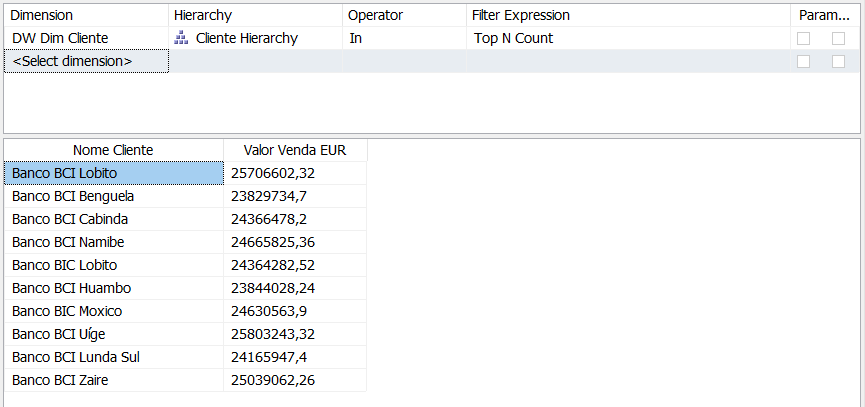 Dimension Hierarchy Operator Filter Expression Param...
DW Dim Cliente Cliente Hierarchy In Top N Count
<Select dimension>
Nome Cliente Valor Venda EUR
Banco BCI Lobito 25706602,32
Banco BCI Benguela 23829734,7
Banco BCI Cabinda 24366478,2
Banco BCI Namibe 24665825,36
Banco BIC Lobito 24364282,52
Banco BCI Huambo 23844028,24
Banco BIC Moxico 24630563,9
Banco BCI Uíge 25803243,32
Banco BCI Lunda Sul 24165947,4
Banco BCI Zaire 25039062,26